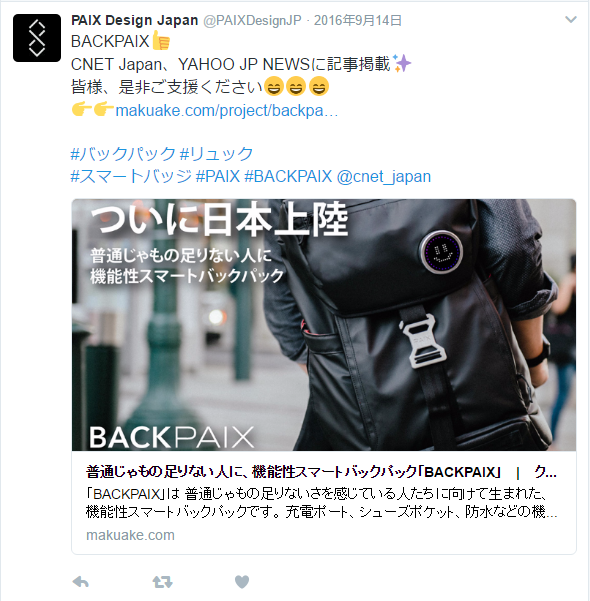 PAIX Design Japan @PAIXDesignJP · 2016年9月14日
BACKPAIX👍
CNET Japan、YAHOO JP NEWSに記事掲載✨
皆様、是非ご支援ください😄😄😄
👉👉makuake.com/project/backpa…
#バックパック #リュック
#スマートバッジ #PAIX #BACKPAIX @cnet_japan
ついに日本上陸
普通じゃもの足りない人に
機能性スマートバックパック
BACKPAIX
普通じゃもの足りない人に、機能性スマートバックパック「BACKPAIX」 | ク...
「BACKPAIX」は 普通じゃもの足りないさを感じている人たちに向けて生まれた、
機能性スマートバックパックです。 充電ポート、シューズポケット、防水などの機...
makuake.com